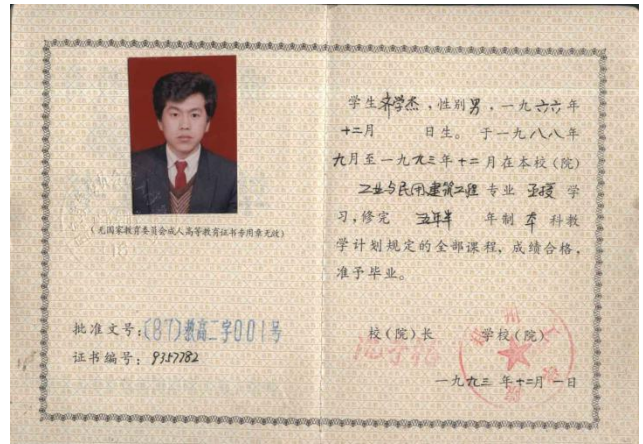 (无国家教育委员会成人高等教育证书专用章无效)
批准文号:(87)教高二字001号
证书编号:9357782
学生齐学杰,性别男,一九六六年
十二月 日生。于一九八八年
九月至一九九三年十二月在本校(院)
工业与民用建筑工程专业 函授 学
习,修完 五年半 年制 本 科教
学计划规定的全部课程,成绩合格,
准予毕业。
校(院)长 学校(院)
一九九三年十二月一日